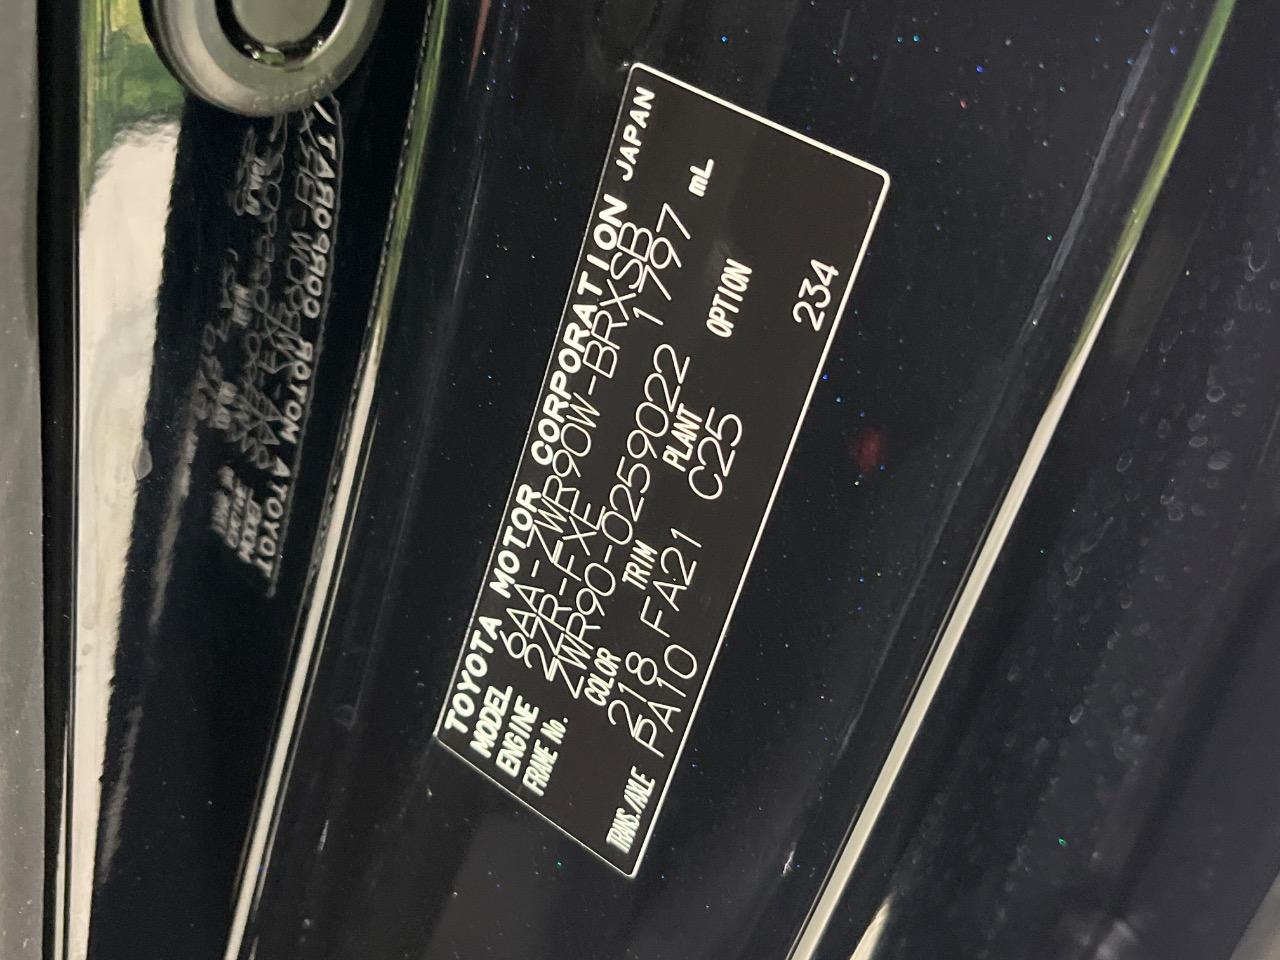 TOYOTA MOTOR CORPORATION JAPAN
MODEL 6AA-ZWR90W-BRXSB
ENGINE 2ZR-FXE 1797 mL
FRAME No. ZWR90-0259022
COLOR TRIM PLANT OPTION
218 FA21 C25 234
TRANS./AXLE PA10